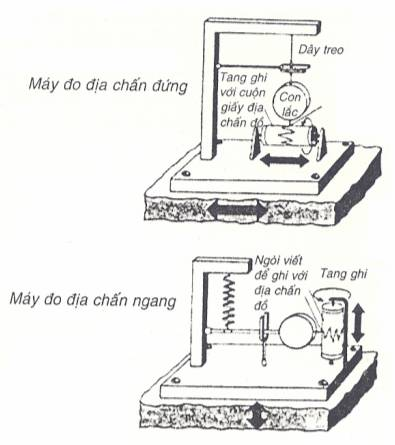 Dây treo
Máy đo địa chấn đứng
Tang ghi
với cuộn
giấy địa
chấn đồ
Con
lắc
Ngòi viết
để ghi với
địa chấn
đồ
Tang ghi
Máy đo địa chấn ngang